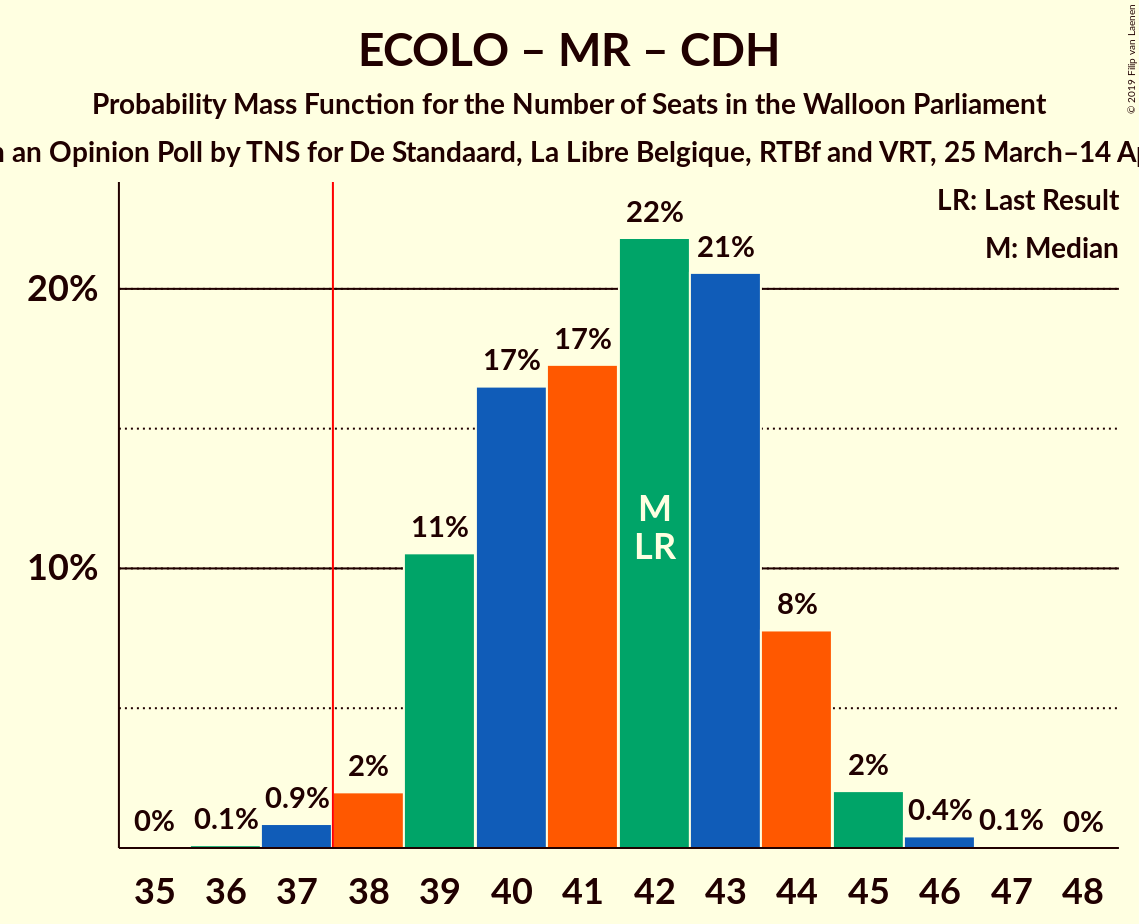 ECOLO – MR – CDH
Probability Mass Function for the Number of Seats in the Walloon Parliament
an Opinion Poll by TNS for De Standaard, La Libre Belgique, RTBf and VRT, 25 March–14
© 2019 Filip van Laenen
LR: Last Result
M: Median
20%
10%
0%
0.1%
0.9%
2%
11%
17%
17%
22%
21%
8%
2%
0.4%
0.1%
0%
M
LR
35 36 37 38 39 40 41 42 43 44 45 46 47 48